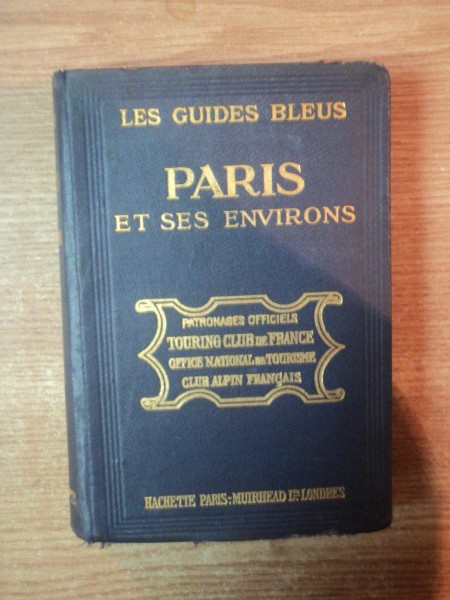 LES GUIDES BLEUS
PARIS
ET SES ENVIRONS
PATRONAGES OFFICIELS
TOURING CLUB DE FRANCE
OFFICE NATIONAL DE TOURISME
CLUB ALPIN FRANÇAIS
HACHETTE PARIS-MUIRHEAD LTD LONDRES